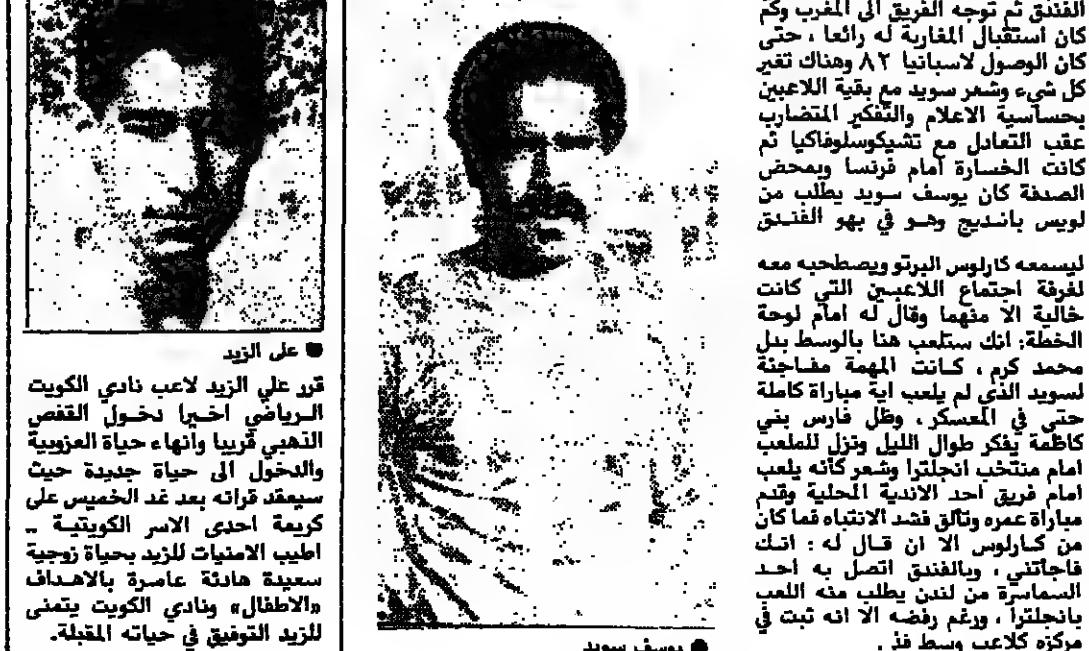 الفندق ثم توجه الفريق الى المغرب وكم
كان استقبال المغاربة له رائعا ، حتى
كان الوصول لاسبانيا ٨٢ وهناك تغير
كل شيء وشعر سويد مع بقية اللاعبين
بحساسية الاعلام والتفكير المتضارب
عقب التعادل مع تشيكوسلوفاكيا ثم
كانت الخسارة امام فرنسا وبمحض
الصدفة كان يوسف سويد يطلب من
لويس بانديج وهو في بهو الفندق
ليسمعه كارلوس البرتو ويصطحبه معه
لغرفة اجتماع اللاعبين التي كانت
خالية الا منهما وقال له امام لوحة
الخطة: انك ستلعب هنا بالوسط بدل
محمد كرم ، كانت المهمة مفاجئة
لسويد الذي لم يلعب اية مباراة كاملة
حتى في المعسكر ، وظل فارس بني
كاظمة يفكر طوال الليل ونزل للملعب
امام منتخب انجلترا وشعر كأنه يلعب
امام فريق احد الاندية المحلية وقدم
مباراة عمره وتألق فشد الانتباه فما كان
من كارلوس الا ان قال له : انك
فاجأتني ، وبالفندق اتصل به احد
السماسرة من لندن يطلب منه اللعب
بانجلترا ، ورغم رفضه الا انه ثبت في
مركزه كلاعب وسط فذ .
● يوسف سويد
● على الزيد
قرر علي الزيد لاعب نادي الكويت
الرياضي اخيرا دخول القفص
الذهبي قريبا وانهاء حياة العزوبية
والدخول الى حياة جديدة حيث
سيعقد قرانه بعد غد الخميس على
كريمة احدى الاسر الكويتية ــ
اطيب الامنيات للزيد بحياة زوجية
سعيدة هادئة عامرة بالاهداف
«الاطفال» ونادي الكويت يتمنى
للزيد التوفيق في حياته المقبلة.